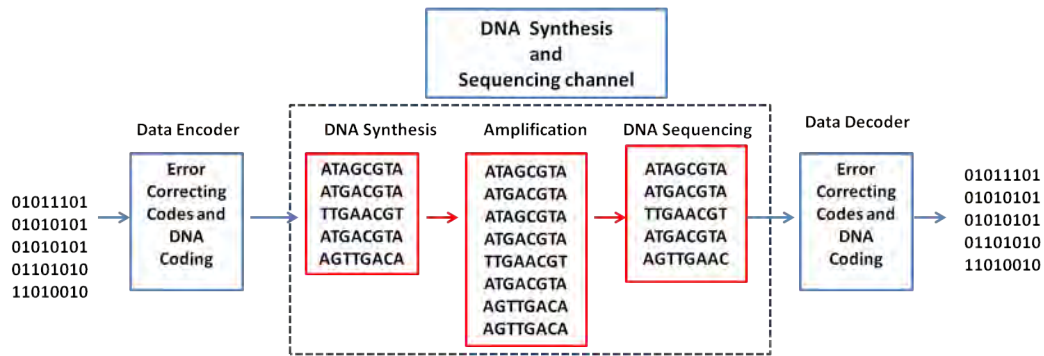 DNA Synthesis
and
Sequencing channel
Data Encoder
DNA Synthesis
Amplification
DNA Sequencing
Data Decoder
01011101
01010101
01010101
01101010
11010010
Error
Correcting
Codes and
DNA
Coding
ATAGCGTA
ATGACGTA
TTGAACGT
ATGACGTA
AGTTGACA
ATAGCGTA
ATGACGTA
ATAGCGTA
ATGACGTA
TTGAACGT
ATGACGTA
AGTTGACA
AGTTGACA
ATAGCGTA
ATGACGTA
TTGAACGT
ATGACGTA
AGTTGAAC
Error
Correcting
Codes and
DNA
Coding
01011101
01010101
01010101
01101010
11010010